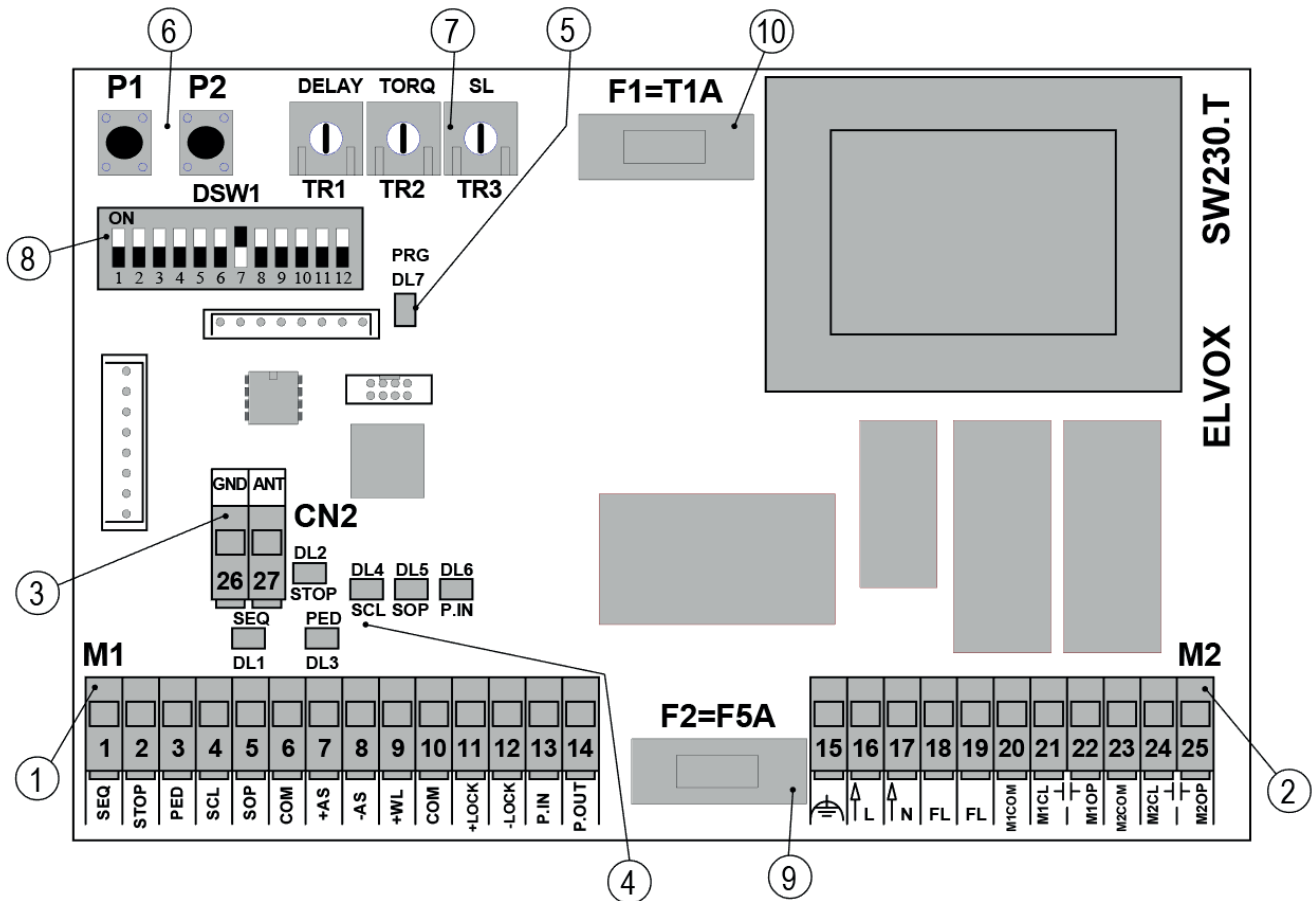 6 7 5 10
P1 P2 DELAY TORQ SL F1=T1A
TR1 TR2 TR3
DSW1
ON
1 2 3 4 5 6 7 8 9 10 11 12
8
PRG
DL7
SW230.T
ELVOX
GND ANT
CN2
26 27
3
DL2
STOP
DL4 DL5 DL6
SCL SOP P.IN
SEQ PED
DL1 DL3
M1
M2
F2=F5A
1 2 3 4 5 6 7 8 9 10 11 12 13 14
SEQ STOP PED SCL SOP COM +AS -AS +WL COM +LOCK -LOCK P.IN P.OUT
15 16 17 18 19 20 21 22 23 24 25
L N FL FL M1COM M1CL M1OP M2COM M2CL M2OP
1
2
4
9